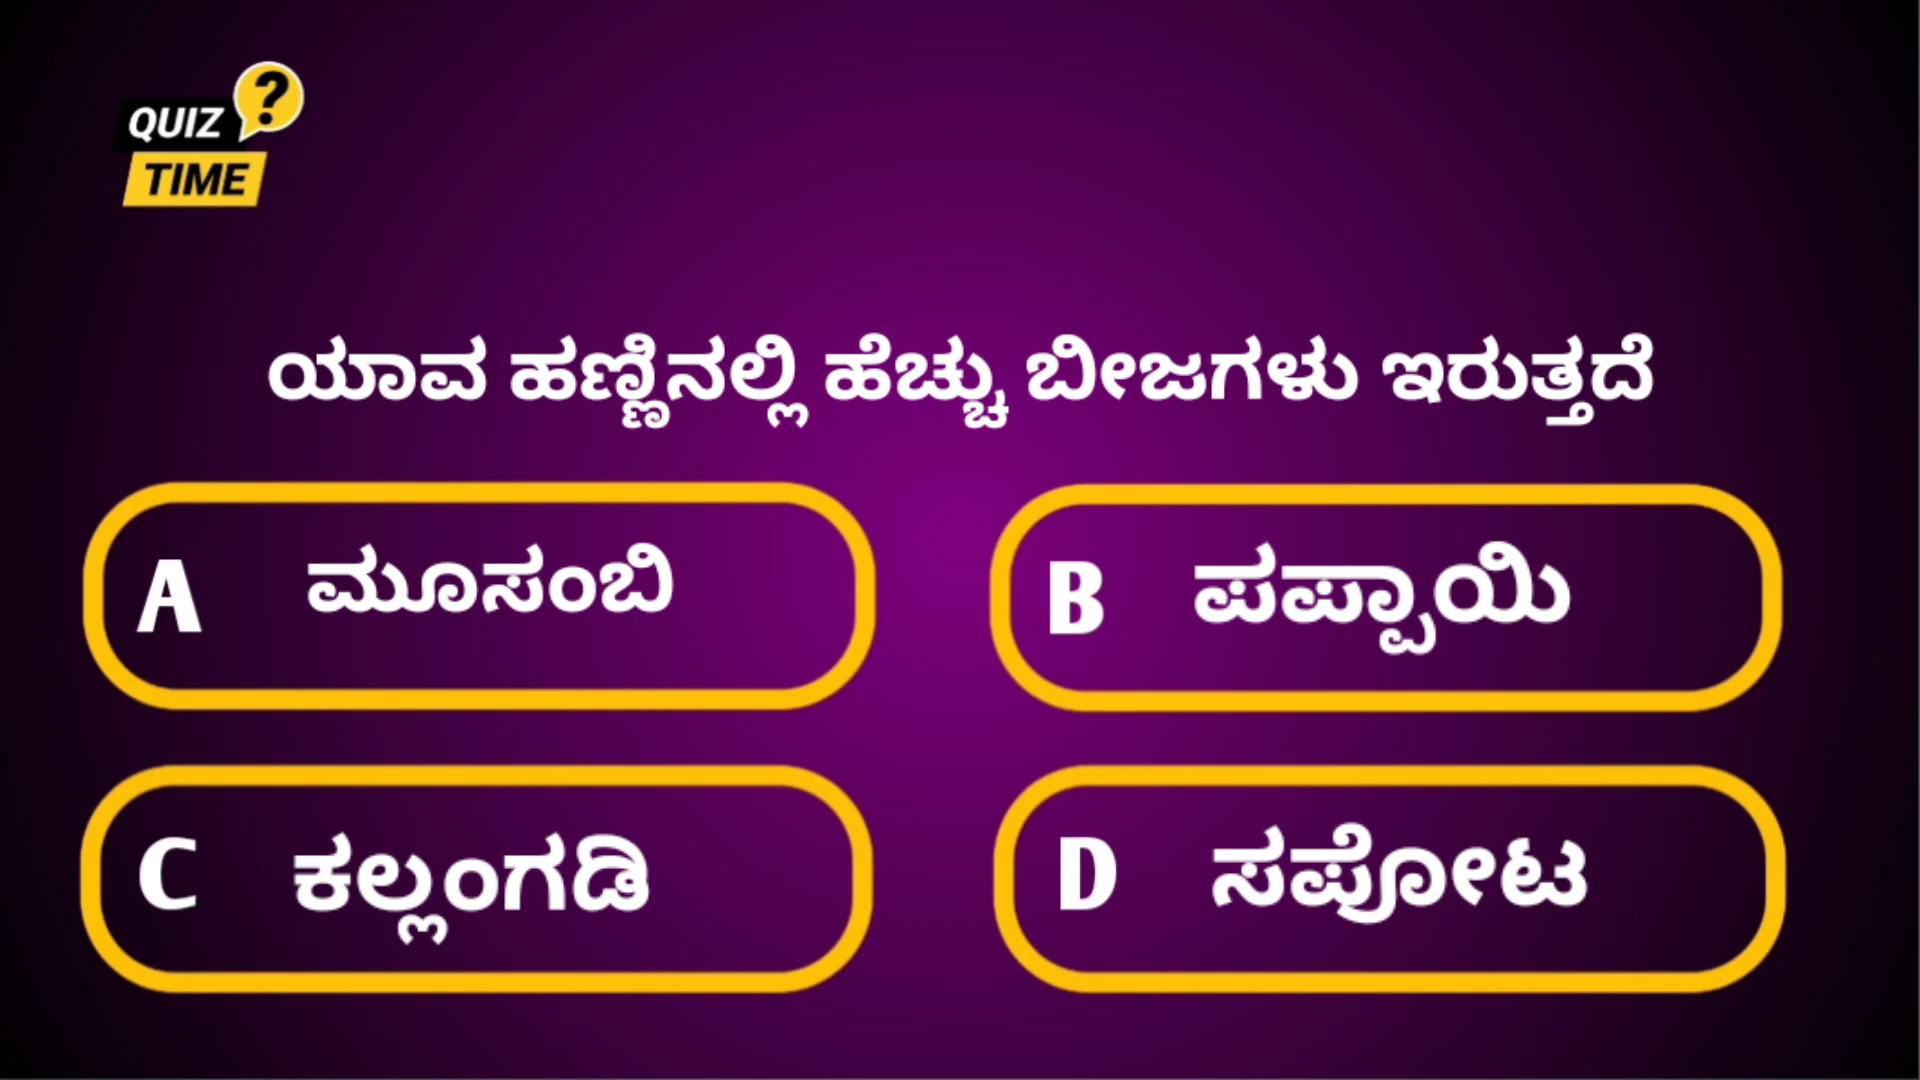 QUIZ ?
TIME
ಯಾವ ಹಣ್ಣಿನಲ್ಲಿ ಹೆಚ್ಚು ಬೀಜಗಳು ಇರುತ್ತದೆ
A ಮೂಸಂಬಿ
B ಪಪ್ಪಾಯಿ
C ಕಲ್ಲಂಗಡಿ
D ಸಪೋಟ